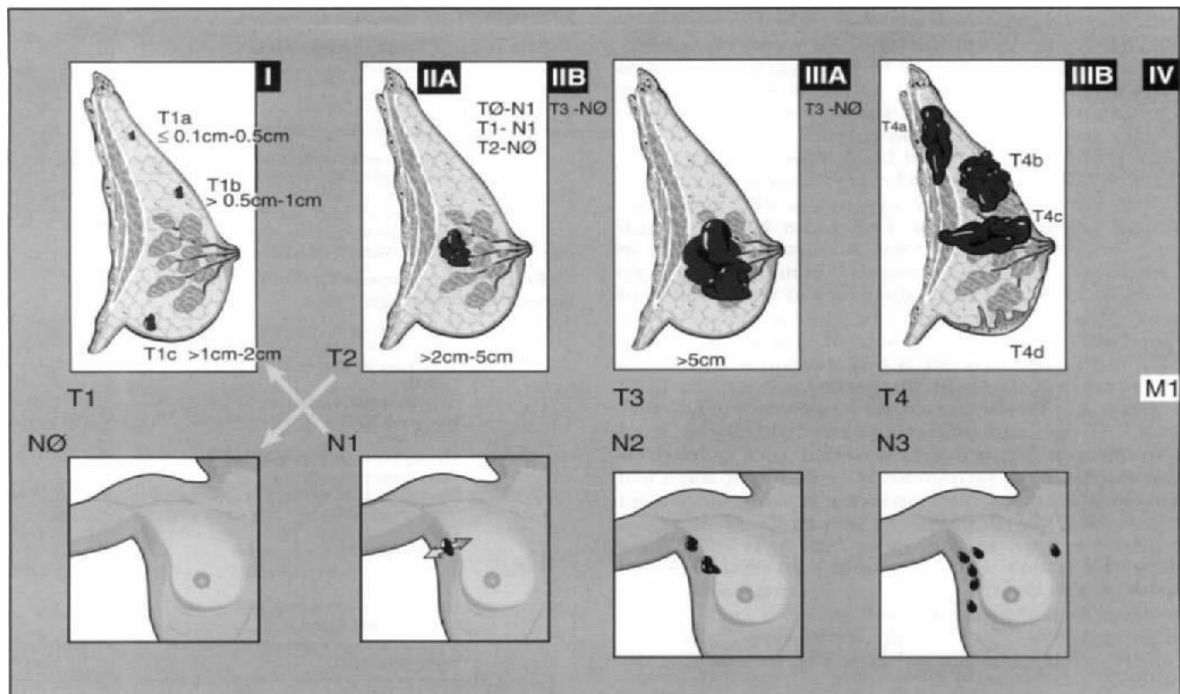 I
IIA
IIB
IIIA
IIIB
IV
T1a
≤ 0.1cm-0.5cm
T1b
> 0.5cm-1cm
T1c >1cm-2cm
TØ-N1
T1- N1
T2-NØ
T3 -NØ
>2cm-5cm
T3 -NØ
>5cm
T4a
T4b
T4c
T4d
T1
T2
T3
T4
M1
NØ
N1
N2
N3